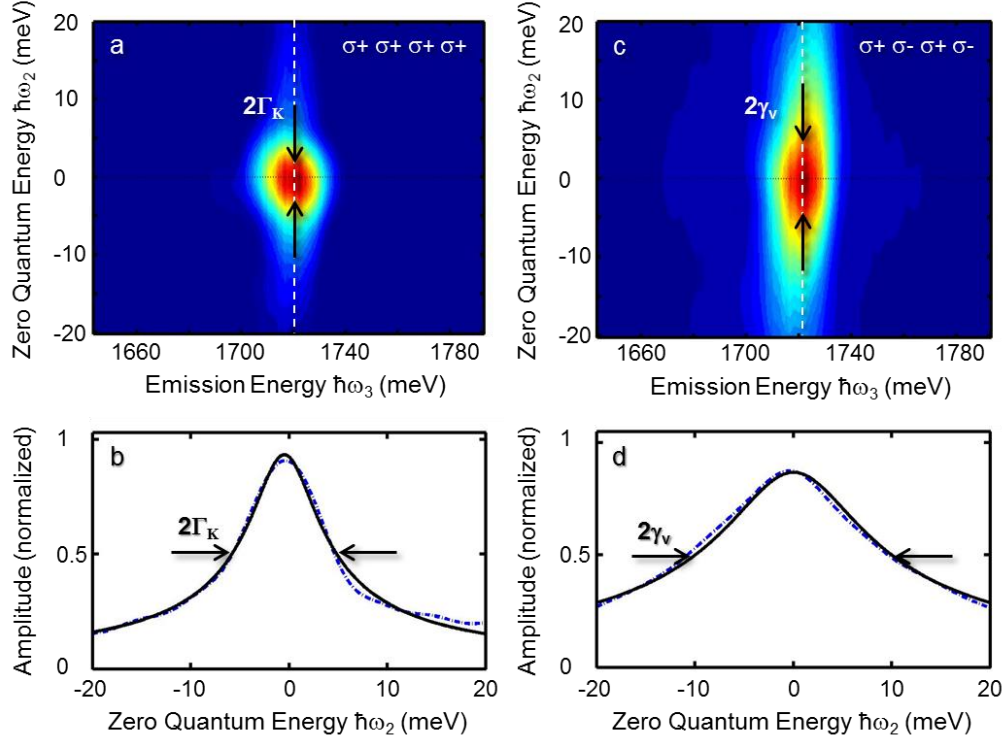 a
σ+ σ+ σ+ σ+
2Γ_K
Zero Quantum Energy ħω₂ (meV)
20
10
0
-10
-20
1660
1700
1740
1780
Emission Energy ħω₃ (meV)
c
σ+ σ- σ+ σ-
2γ_v
Zero Quantum Energy ħω₂ (meV)
20
10
0
-10
-20
1660
1700
1740
1780
Emission Energy ħω₃ (meV)
b
2Γ_K
Amplitude (normalized)
1
0.5
0
-20
-10
0
10
20
Zero Quantum Energy ħω₂ (meV)
d
2γ_v
Amplitude (normalized)
1
0.5
0
-20
-10
0
10
20
Zero Quantum Energy ħω₂ (meV)